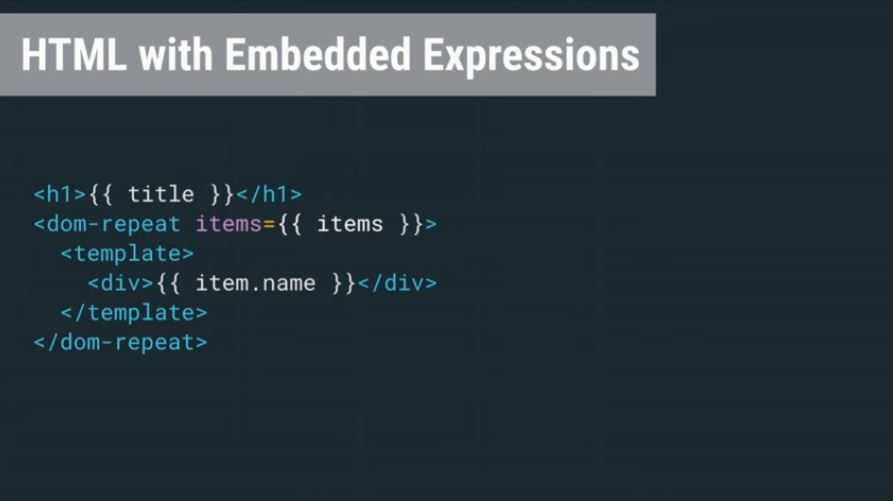 HTML with Embedded Expressions
<h1>{{ title }}</h1>
<dom-repeat items={{ items }}>
  <template>
    <div>{{ item.name }}</div>
  </template>
</dom-repeat>